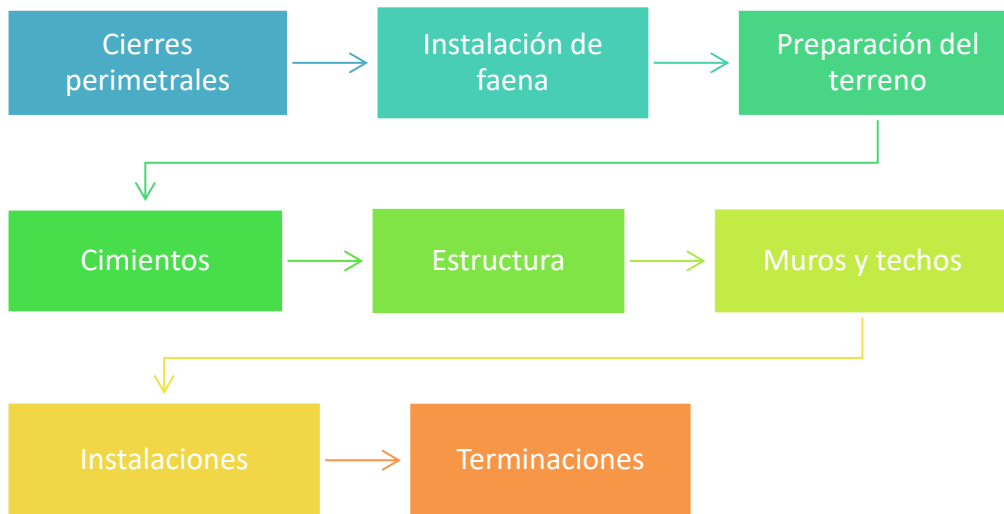 Cierres
perimetrales
Instalación de
faena
Preparación del
terreno
Cimientos
Estructura
Muros y techos
Instalaciones
Terminaciones